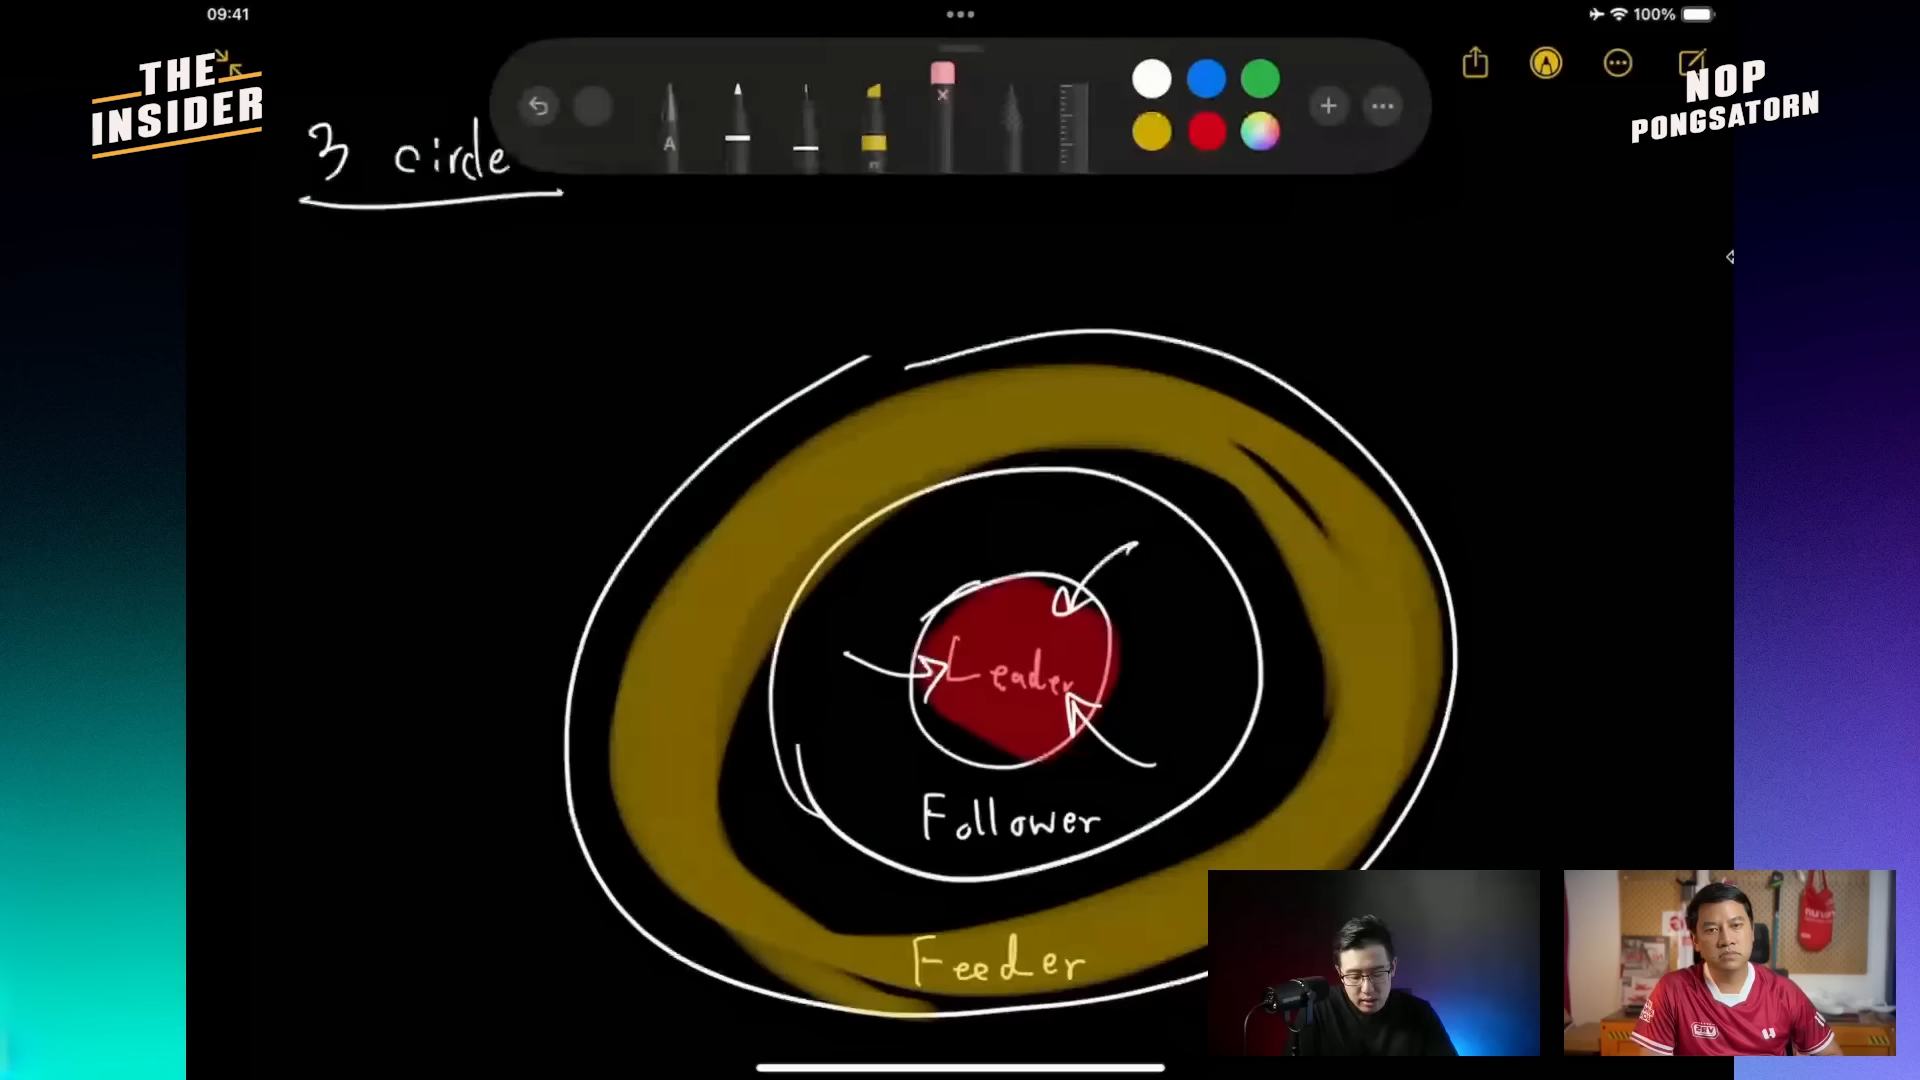 09:41
100%
THE
INSIDER
NOP
PONGSATORN
A
3 circle
Leader
Follower
Feeder